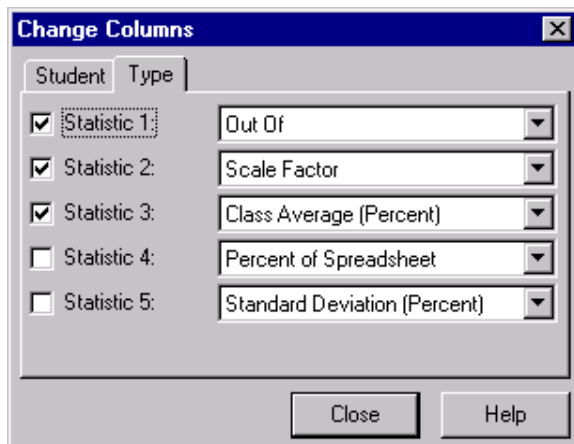 Change Columns
Student Type
Statistic 1: Out Of
Statistic 2: Scale Factor
Statistic 3: Class Average (Percent)
Statistic 4: Percent of Spreadsheet
Statistic 5: Standard Deviation (Percent)
Close Help